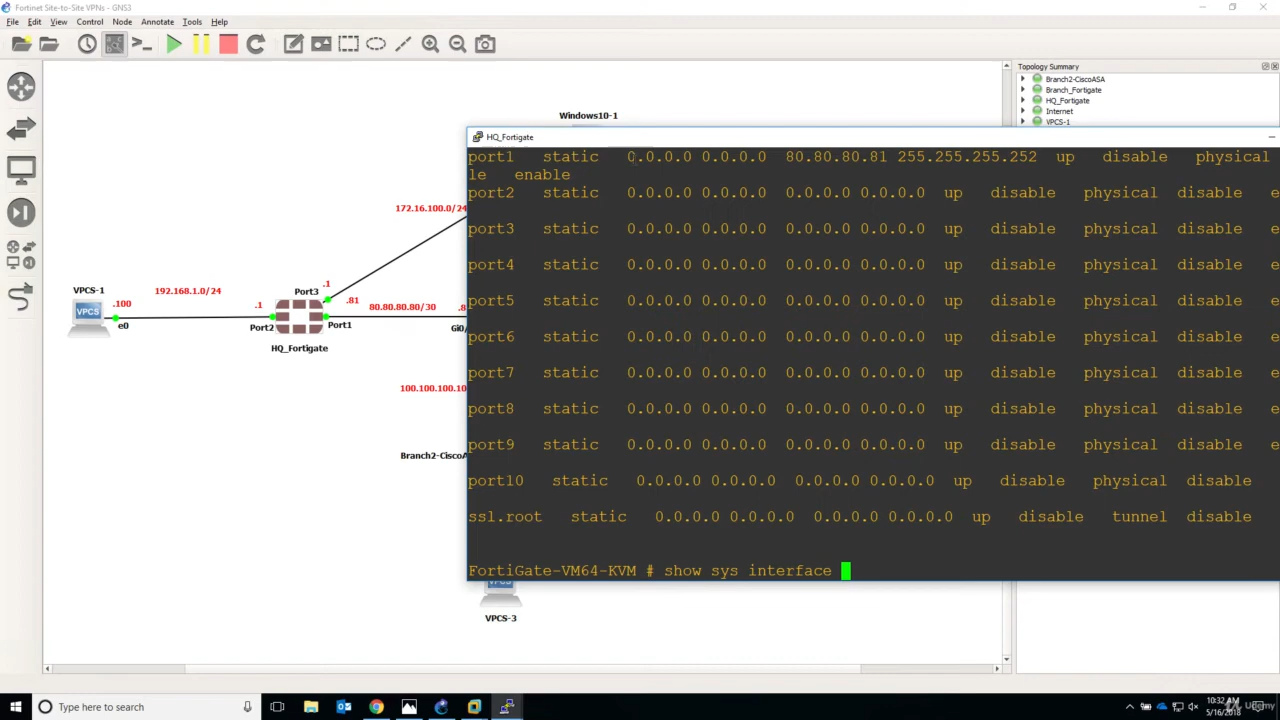 Fortinet Site-to-Site VPNs - GNS3
File Edit View Control Node Annotate Tools Help
Topology Summary
Branch2-CiscoASA
Branch_Fortigate
HQ_Fortigate
Internet
VPCS-1
Windows10-1
HQ_Fortigate
port1 static 0.0.0.0 0.0.0.0 80.80.80.81 255.255.255.252 up disable physical
le enable
port2 static 0.0.0.0 0.0.0.0 0.0.0.0 0.0.0.0 up disable physical disable e
port3 static 0.0.0.0 0.0.0.0 0.0.0.0 0.0.0.0 up disable physical disable e
port4 static 0.0.0.0 0.0.0.0 0.0.0.0 0.0.0.0 up disable physical disable e
port5 static 0.0.0.0 0.0.0.0 0.0.0.0 0.0.0.0 up disable physical disable e
port6 static 0.0.0.0 0.0.0.0 0.0.0.0 0.0.0.0 up disable physical disable e
port7 static 0.0.0.0 0.0.0.0 0.0.0.0 0.0.0.0 up disable physical disable e
port8 static 0.0.0.0 0.0.0.0 0.0.0.0 0.0.0.0 up disable physical disable e
port9 static 0.0.0.0 0.0.0.0 0.0.0.0 0.0.0.0 up disable physical disable e
port10 static 0.0.0.0 0.0.0.0 0.0.0.0 0.0.0.0 up disable physical disable
ssl.root static 0.0.0.0 0.0.0.0 0.0.0.0 0.0.0.0 up disable tunnel disable
FortiGate-VM64-KVM # show sys interface
172.16.100.0/24
VPCS-1
192.168.1.0/24
Port3
.1
.100
.1
.81
80.80.80.80/30
.8
VPCS
e0
Port2
Port1
Gi0/
HQ_Fortigate
100.100.100.10
Branch2-CiscoA
VPCS
VPCS-3
Type here to search
10:32 AM
5/16/2018
Udemy